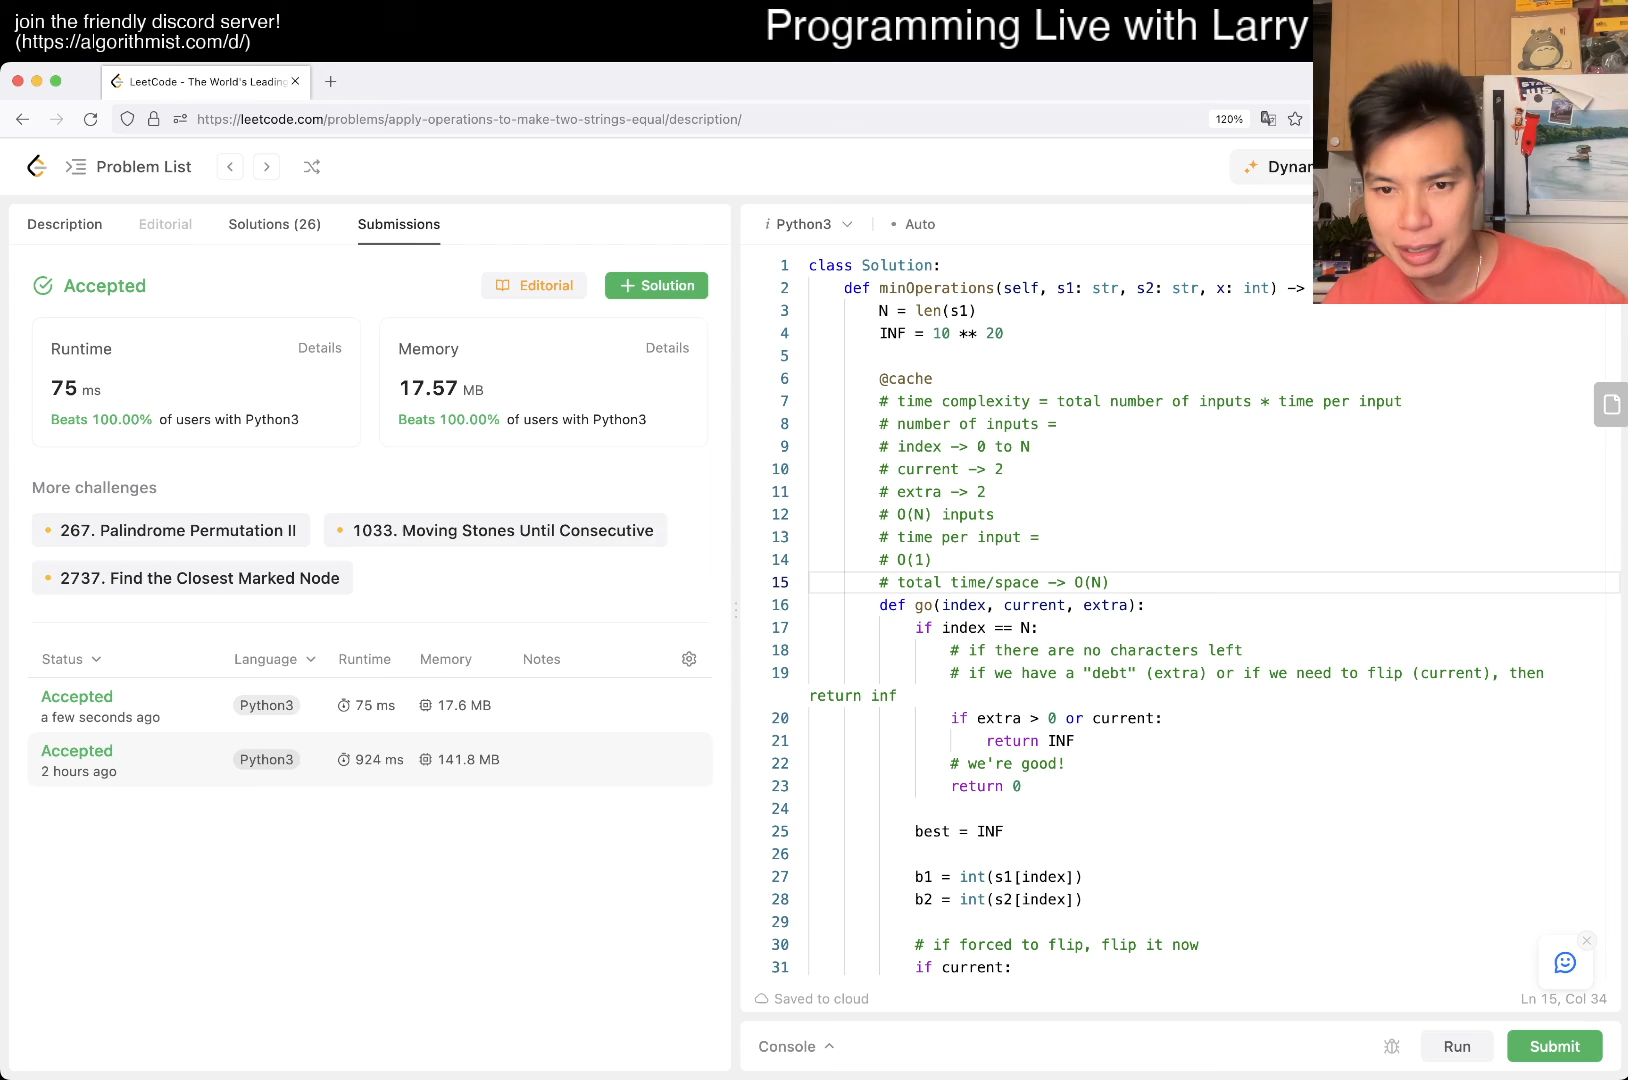 join the friendly discord server!
(https://algorithmist.com/d/)
Programming Live with Larry
LeetCode - The World's Leading
https://leetcode.com/problems/apply-operations-to-make-two-strings-equal/description/
120%
Problem List
Dynar
Description
Editorial
Solutions (26)
Submissions
Accepted
Editorial
+ Solution
Runtime
Details
75 ms
Beats 100.00% of users with Python3
Memory
Details
17.57 MB
Beats 100.00% of users with Python3
More challenges
267. Palindrome Permutation II
1033. Moving Stones Until Consecutive
2737. Find the Closest Marked Node
Status
Language
Runtime
Memory
Notes
Accepted
a few seconds ago
Python3
75 ms
17.6 MB
Accepted
2 hours ago
Python3
924 ms
141.8 MB
i Python3
• Auto
1 class Solution:
2 def minOperations(self, s1: str, s2: str, x: int) ->
3 N = len(s1)
4 INF = 10 ** 20
5
6 @cache
7 # time complexity = total number of inputs * time per input
8 # number of inputs =
9 # index -> 0 to N
10 # current -> 2
11 # extra -> 2
12 # O(N) inputs
13 # time per input =
14 # O(1)
15 # total time/space -> O(N)
16 def go(index, current, extra):
17 if index == N:
18 # if there are no characters left
19 # if we have a "debt" (extra) or if we need to flip (current), then
return inf
20 if extra > 0 or current:
21 return INF
22 # we're good!
23 return 0
24
25 best = INF
26
27 b1 = int(s1[index])
28 b2 = int(s2[index])
29
30 # if forced to flip, flip it now
31 if current:
Saved to cloud
Ln 15, Col 34
Console
Run
Submit